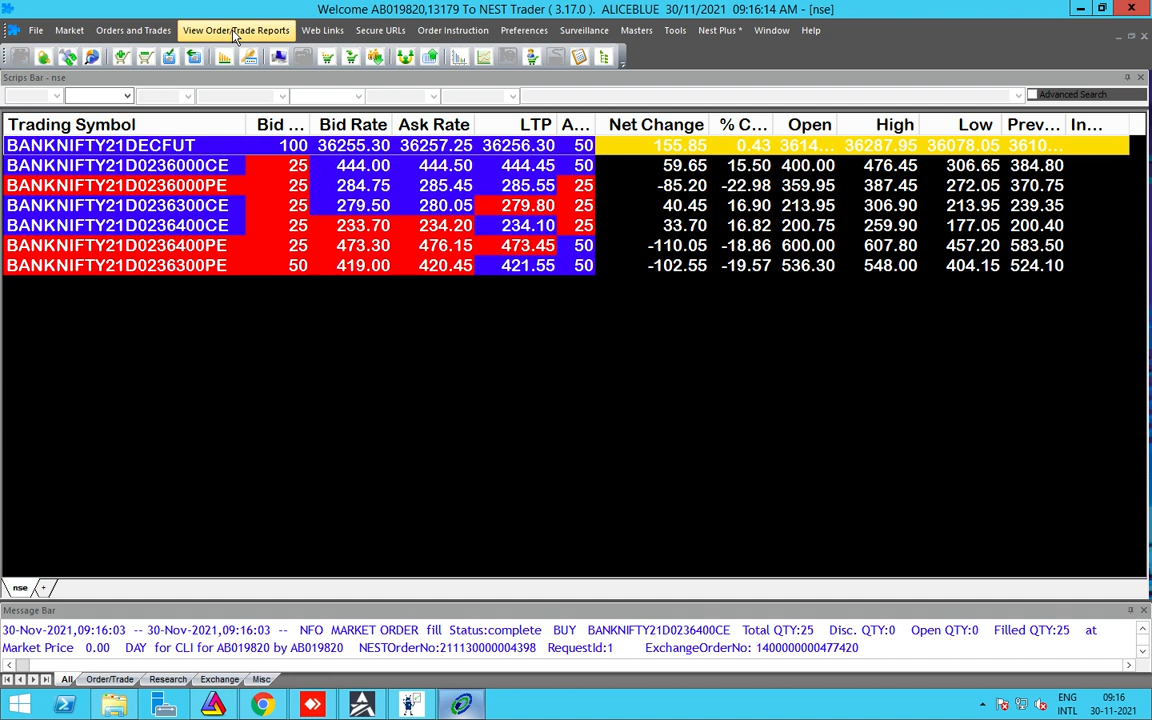 Welcome AB019820,13179 To NEST Trader ( 3.17.0 ). ALICEBLUE 30/11/2021 09:16:14 AM - [nse]
File Market Orders and Trades View Order/Trade Reports Web Links Secure URLs Order Instruction Preferences Surveillance Masters Tools Nest Plus * Window Help
Scrips Bar - nse
Advanced Search
Trading Symbol Bid ... Bid Rate Ask Rate LTP A... Net Change % C... Open High Low Prev... In...
BANKNIFTY21DECFUT 100 36255.30 36257.25 36256.30 50 155.85 0.43 3614... 36287.95 36078.05 3610...
BANKNIFTY21D0236000CE 25 444.00 444.50 444.45 50 59.65 15.50 400.00 476.45 306.65 384.80
BANKNIFTY21D0236000PE 25 284.75 285.45 285.55 25 -85.20 -22.98 359.95 387.45 272.05 370.75
BANKNIFTY21D0236300CE 25 279.50 280.05 279.80 25 40.45 16.90 213.95 306.90 213.95 239.35
BANKNIFTY21D0236400CE 25 233.70 234.20 234.10 25 33.70 16.82 200.75 259.90 177.05 200.40
BANKNIFTY21D0236400PE 25 473.30 476.15 473.45 50 -110.05 -18.86 600.00 607.80 457.20 583.50
BANKNIFTY21D0236300PE 50 419.00 420.45 421.55 50 -102.55 -19.57 536.30 548.00 404.15 524.10
nse +
Message Bar
30-Nov-2021,09:16:03 -- 30-Nov-2021,09:16:03 -- NFO MARKET ORDER fill Status:complete BUY BANKNIFTY21D0236400CE Total QTY:25 Disc. QTY:0 Open QTY:0 Filled QTY:25 at
Market Price 0.00 DAY for CLI for AB019820 by AB019820 NESTOrderNo:211130000004398 RequestId:1 ExchangeOrderNo: 1400000000477420
All Order/Trade Research Exchange Misc
ENG 09:16
INTL 30-11-2021